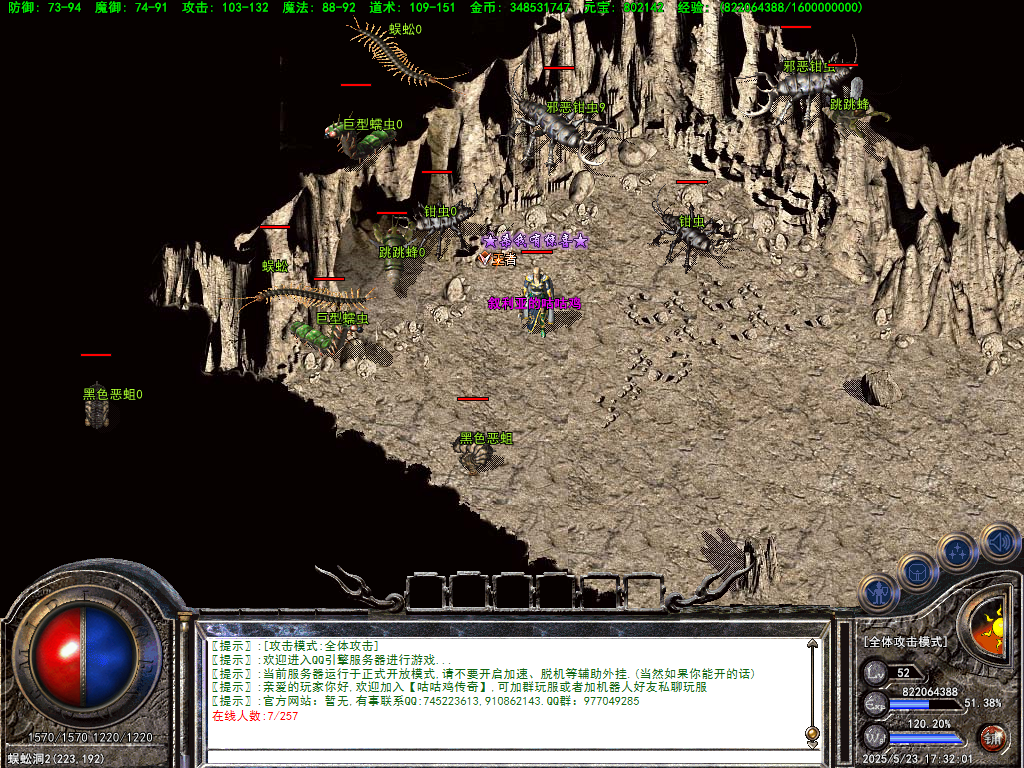 防御: 73-94 魔御: 74-91 攻击: 103-132 魔法: 88-92 道术: 109-151 金币: 348531747 元宝: 802142 经验: (822064388/1600000000)
蜈蚣0
邪恶钳虫
跳跳蜂
邪恶钳虫9
巨型蠕虫0
钳虫0
钳虫
跳跳蜂0
王者
蜈蚣
巨型蠕虫
黑色恶蛆0
黑色恶蛆
[全体攻击模式]
〖提示〗:[攻击模式:全体攻击]
〖提示〗:欢迎进入QQ引擎服务器进行游戏...
〖提示〗:当前服务器运行于正式开放模式,请不要开启加速、脱机等辅助外挂.(当然如果你能开的话)
〖提示〗:亲爱的玩家你好,欢迎加入【咕咕鸡传奇】,可加群玩服或者加机器人好友私聊玩服
〖提示〗:官方网站: 暂无,有事联系QQ:745223613,910862143,QQ群: 977049285
在线人数:7/257
Lv 52
822064388
Exp 51.38%
120.20%
W
铺
1570/1570 1220/1220
蜈蚣洞2(223,192)
2025/5/23 17:32:01